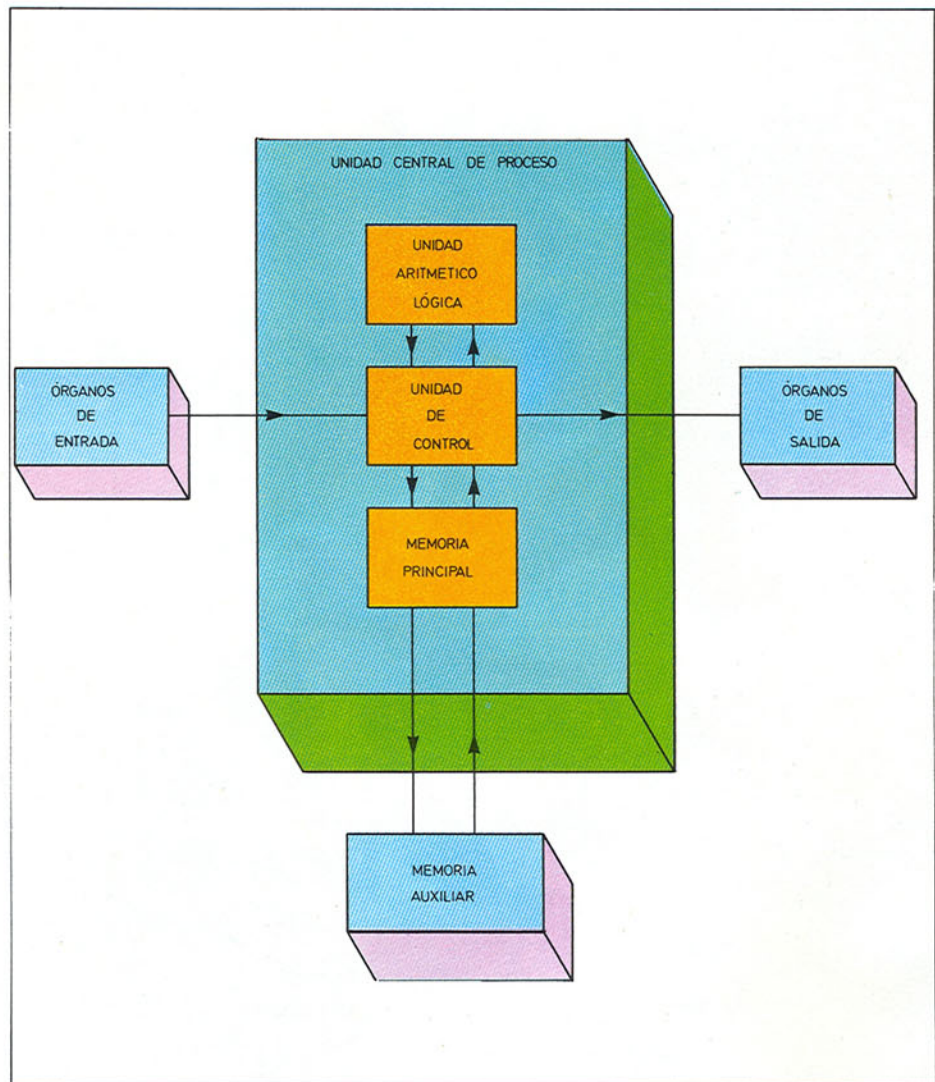 UNIDAD CENTRAL DE PROCESO
UNIDAD
ARITMETICO
LÓGICA
ÓRGANOS
DE
ENTRADA
UNIDAD
DE
CONTROL
ÓRGANOS
DE
SALIDA
MEMORIA
PRINCIPAL
MEMORIA
AUXILIAR